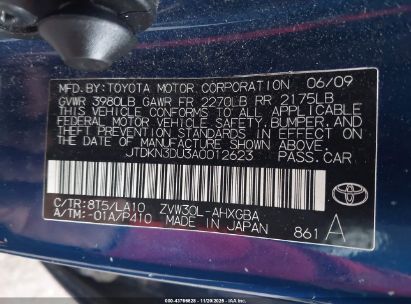 MFD. BY: TOYOTA MOTOR CORPORATION 06/09
GVWR 3980LB GAWR FR 2270LB RR 2175LB
THIS VEHICLE CONFORMS TO ALL APPLICABLE
FEDERAL MOTOR VEHICLE SAFETY, BUMPER, AND
THEFT PREVENTION STANDARDS IN EFFECT ON
THE DATE OF MANUFACTURE SHOWN ABOVE.
JTDKN3DU3A0012623 PASS.CAR
C/TR: 8T5/LA10 ZVW30L-AHXGBA
A/TM: -01A/P410 MADE IN JAPAN 861 A
TOYOTA